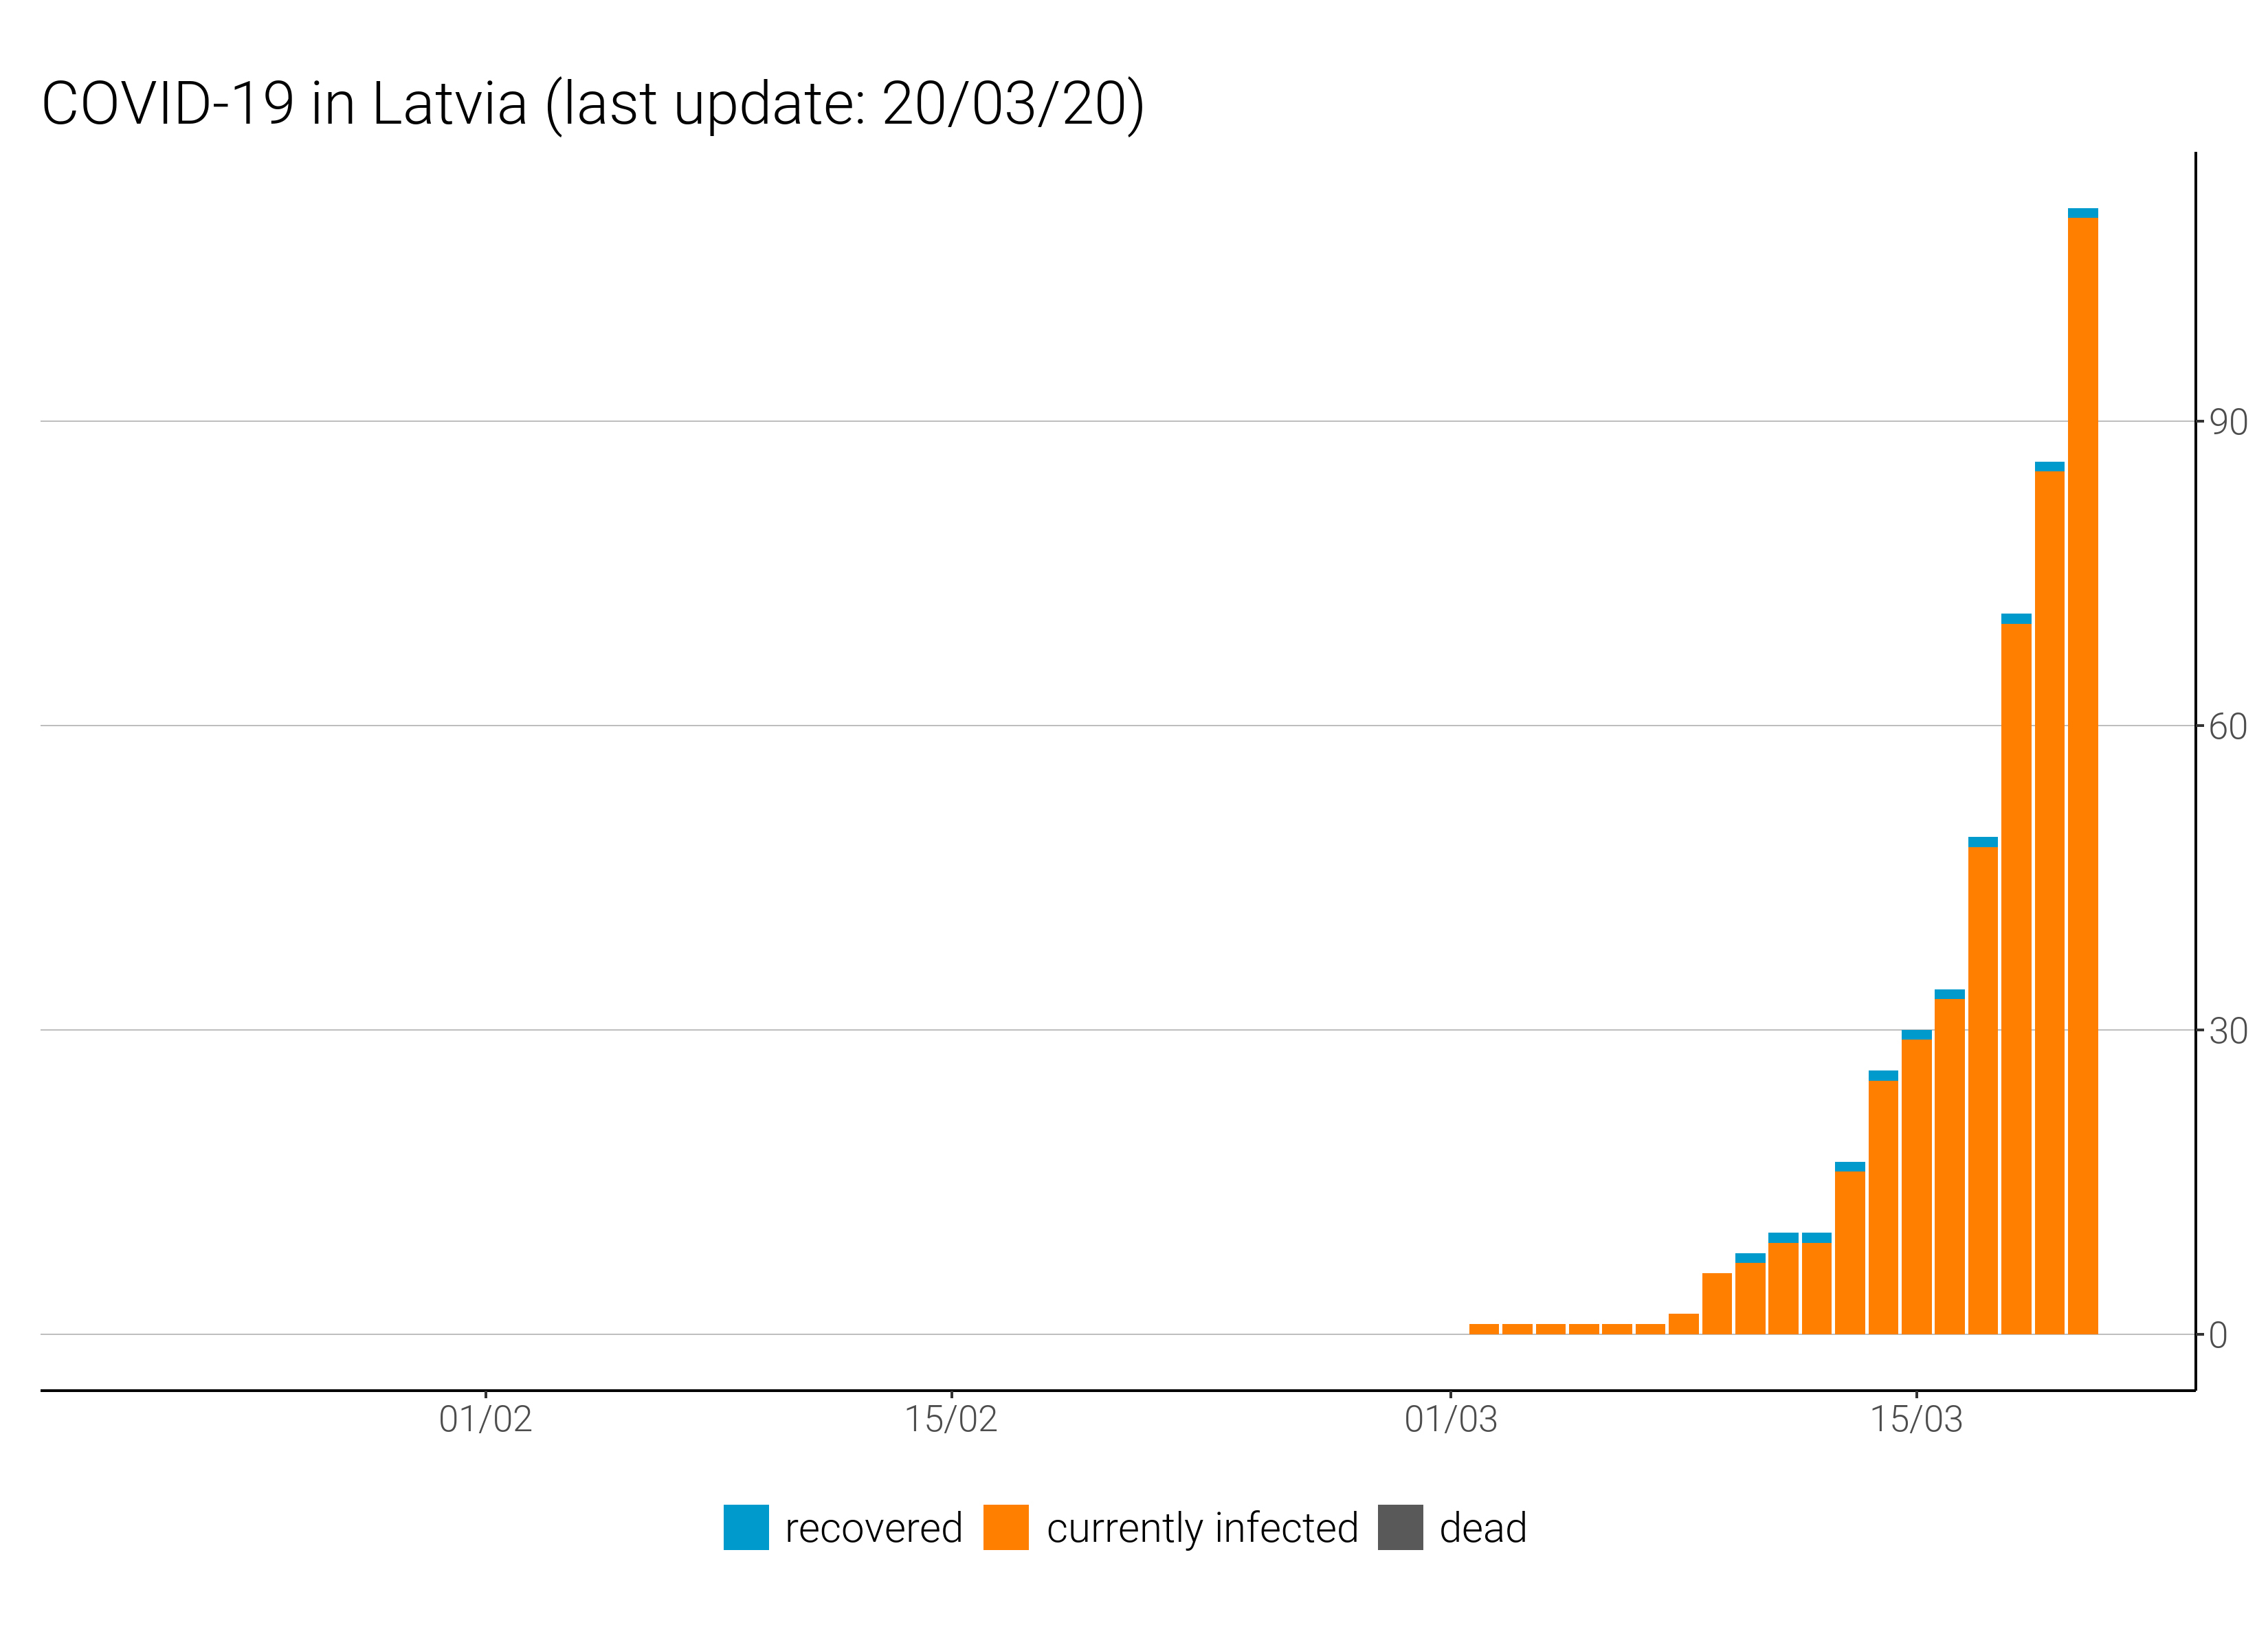 COVID-19 in Latvia (last update: 20/03/20)
90
60
30
0
01/02 15/02 01/03 15/03
recovered currently infected dead